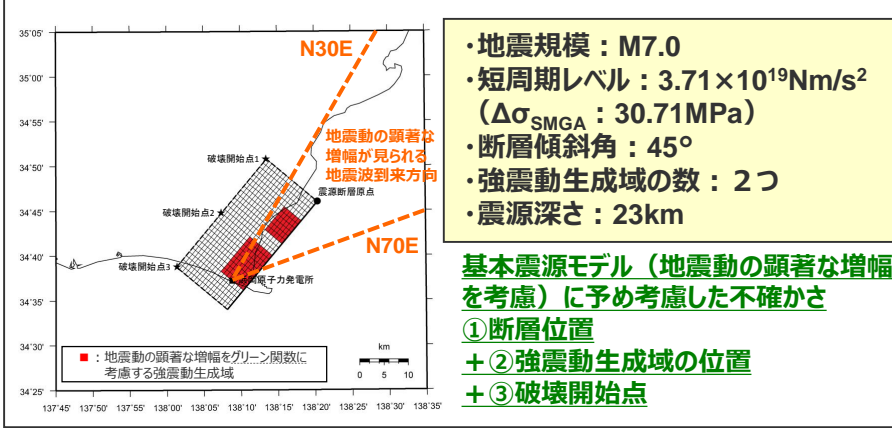 35˚05'
35˚00'
34˚55'
34˚50'
34˚45'
34˚40'
34˚35'
34˚30'
34˚25'
137˚45' 137˚50' 137˚55' 138˚00' 138˚05' 138˚10' 138˚15' 138˚20' 138˚25' 138˚30' 138˚35'
N30E
地震動の顕著な
増幅が見られる
地震波到来方向
破壊開始点1
震源断層原点
破壊開始点2
N70E
破壊開始点3
原子力発電所
■：地震動の顕著な増幅をグリーン関数に
考慮する強震動生成域
km
0 5 10
・地震規模：M7.0
・短周期レベル：3.71×10¹⁹Nm/s²
（Δσ_SMGA：30.71MPa）
・断層傾斜角：45°
・強震動生成域の数：２つ
・震源深さ：23km
基本震源モデル（地震動の顕著な増幅
を考慮）に予め考慮した不確かさ
①断層位置
＋②強震動生成域の位置
＋③破壊開始点